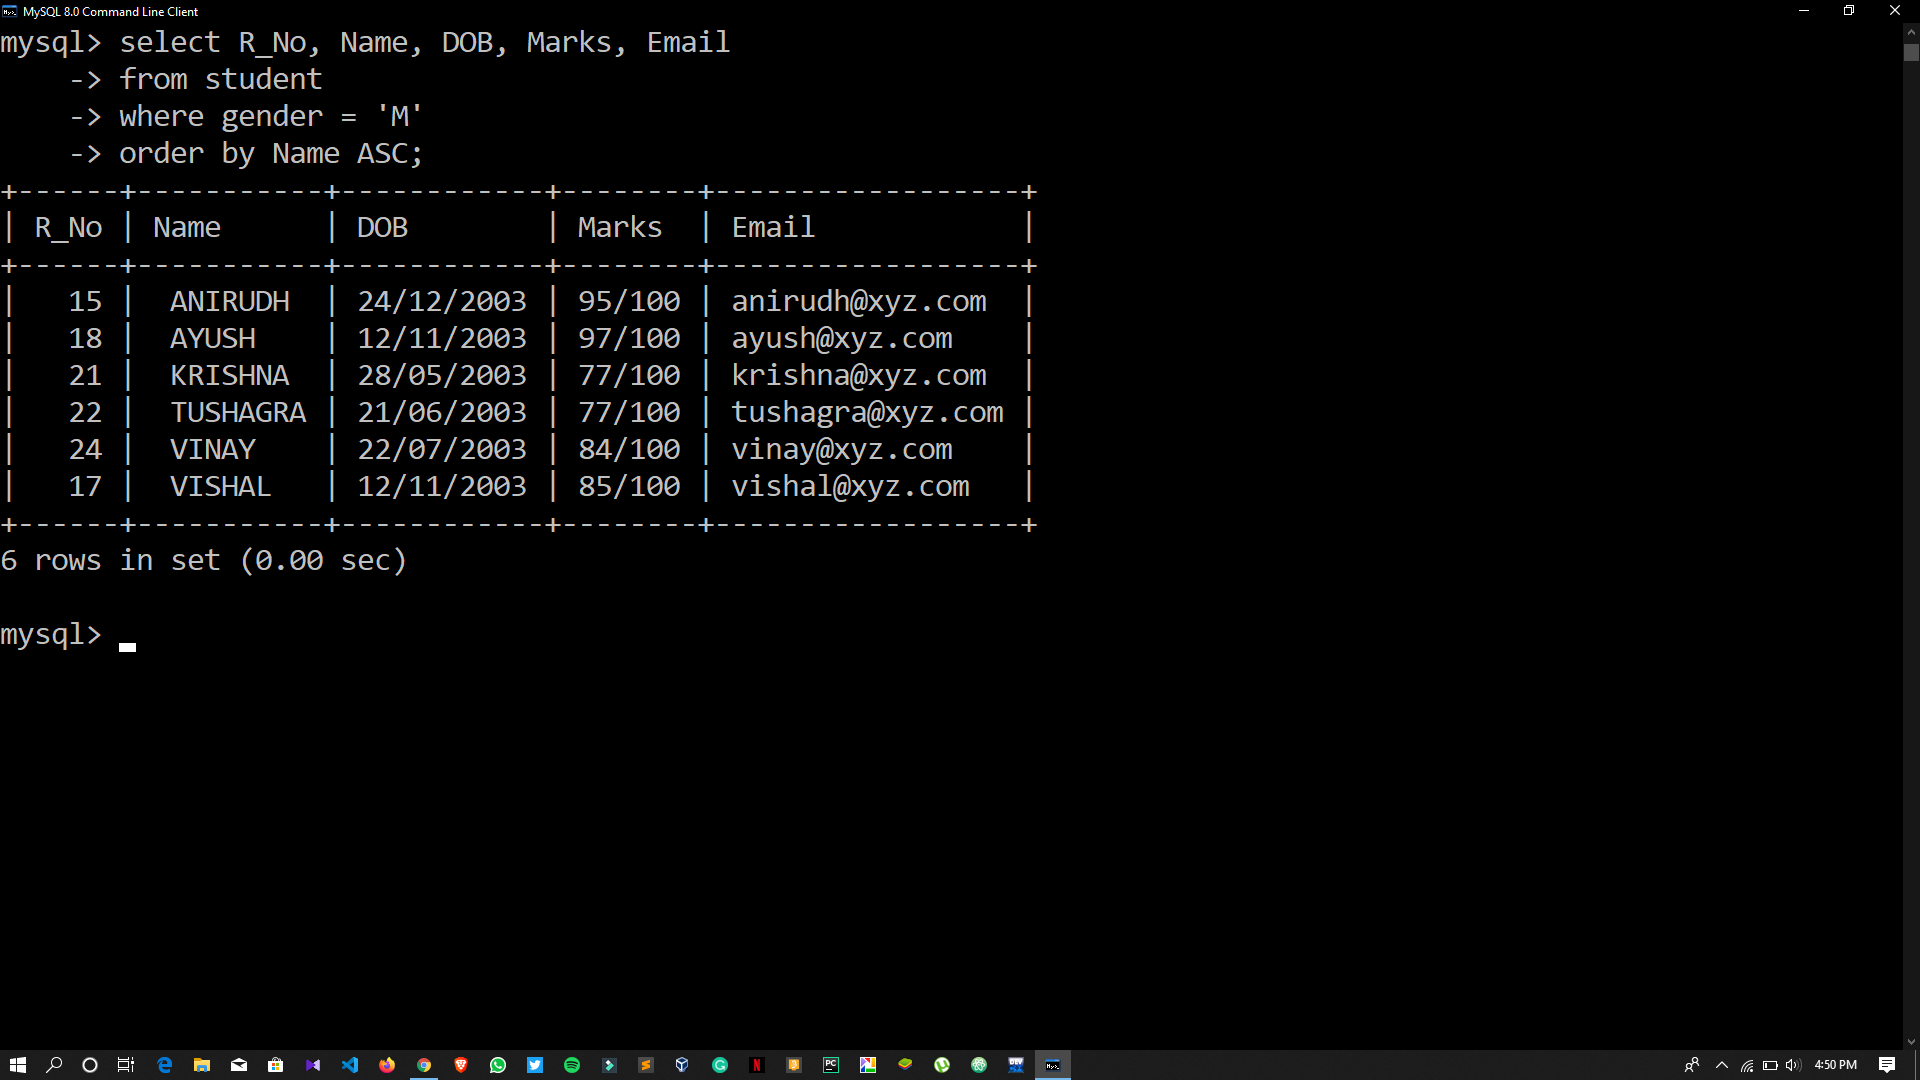 MySQL 8.0 Command Line Client
mysql> select R_No, Name, DOB, Marks, Email
    -> from student
    -> where gender = 'M'
    -> order by Name ASC;
+------+-----------+------------+--------+------------------+
| R_No | Name      | DOB        | Marks  | Email            |
+------+-----------+------------+--------+------------------+
|   15 |  ANIRUDH  | 24/12/2003 | 95/100 | anirudh@xyz.com  |
|   18 |  AYUSH    | 12/11/2003 | 97/100 | ayush@xyz.com    |
|   21 |  KRISHNA  | 28/05/2003 | 77/100 | krishna@xyz.com  |
|   22 |  TUSHAGRA | 21/06/2003 | 77/100 | tushagra@xyz.com |
|   24 |  VINAY    | 22/07/2003 | 84/100 | vinay@xyz.com    |
|   17 |  VISHAL   | 12/11/2003 | 85/100 | vishal@xyz.com   |
+------+-----------+------------+--------+------------------+
6 rows in set (0.00 sec)
mysql>
4:50 PM